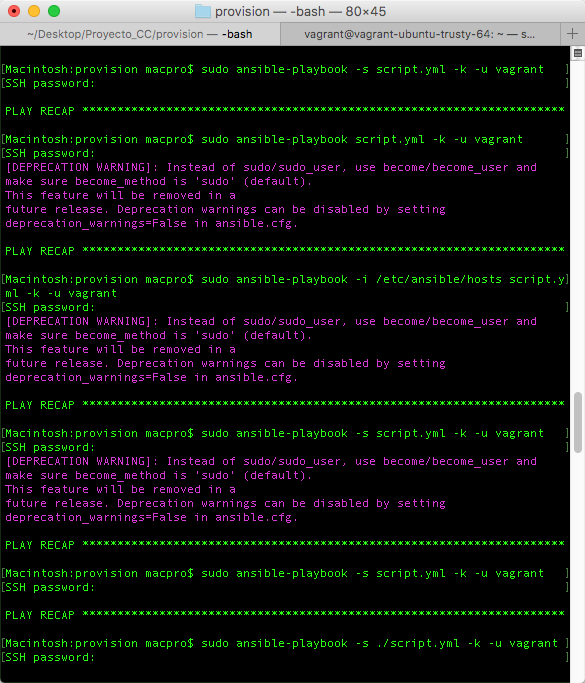 provision — -bash — 80×45
~/Desktop/Proyecto_CC/provision — -bash
vagrant@vagrant-ubuntu-trusty-64: ~ — s...
+
[Macintosh:provision macpro$ sudo ansible-playbook -s script.yml -k -u vagrant ]
[SSH password: ]
PLAY RECAP *********************************************************************
[Macintosh:provision macpro$ sudo ansible-playbook script.yml -k -u vagrant ]
[SSH password: ]
[DEPRECATION WARNING]: Instead of sudo/sudo_user, use become/become_user and
make sure become_method is 'sudo' (default).
This feature will be removed in a
future release. Deprecation warnings can be disabled by setting
deprecation_warnings=False in ansible.cfg.
PLAY RECAP *********************************************************************
[Macintosh:provision macpro$ sudo ansible-playbook -i /etc/ansible/hosts script.y]
ml -k -u vagrant
[SSH password: ]
[DEPRECATION WARNING]: Instead of sudo/sudo_user, use become/become_user and
make sure become_method is 'sudo' (default).
This feature will be removed in a
future release. Deprecation warnings can be disabled by setting
deprecation_warnings=False in ansible.cfg.
PLAY RECAP *********************************************************************
[Macintosh:provision macpro$ sudo ansible-playbook -s script.yml -k -u vagrant ]
[SSH password: ]
[DEPRECATION WARNING]: Instead of sudo/sudo_user, use become/become_user and
make sure become_method is 'sudo' (default).
This feature will be removed in a
future release. Deprecation warnings can be disabled by setting
deprecation_warnings=False in ansible.cfg.
PLAY RECAP *********************************************************************
[Macintosh:provision macpro$ sudo ansible-playbook -s script.yml -k -u vagrant ]
[SSH password: ]
PLAY RECAP *********************************************************************
[Macintosh:provision macpro$ sudo ansible-playbook -s ./script.yml -k -u vagrant ]
[SSH password: ]